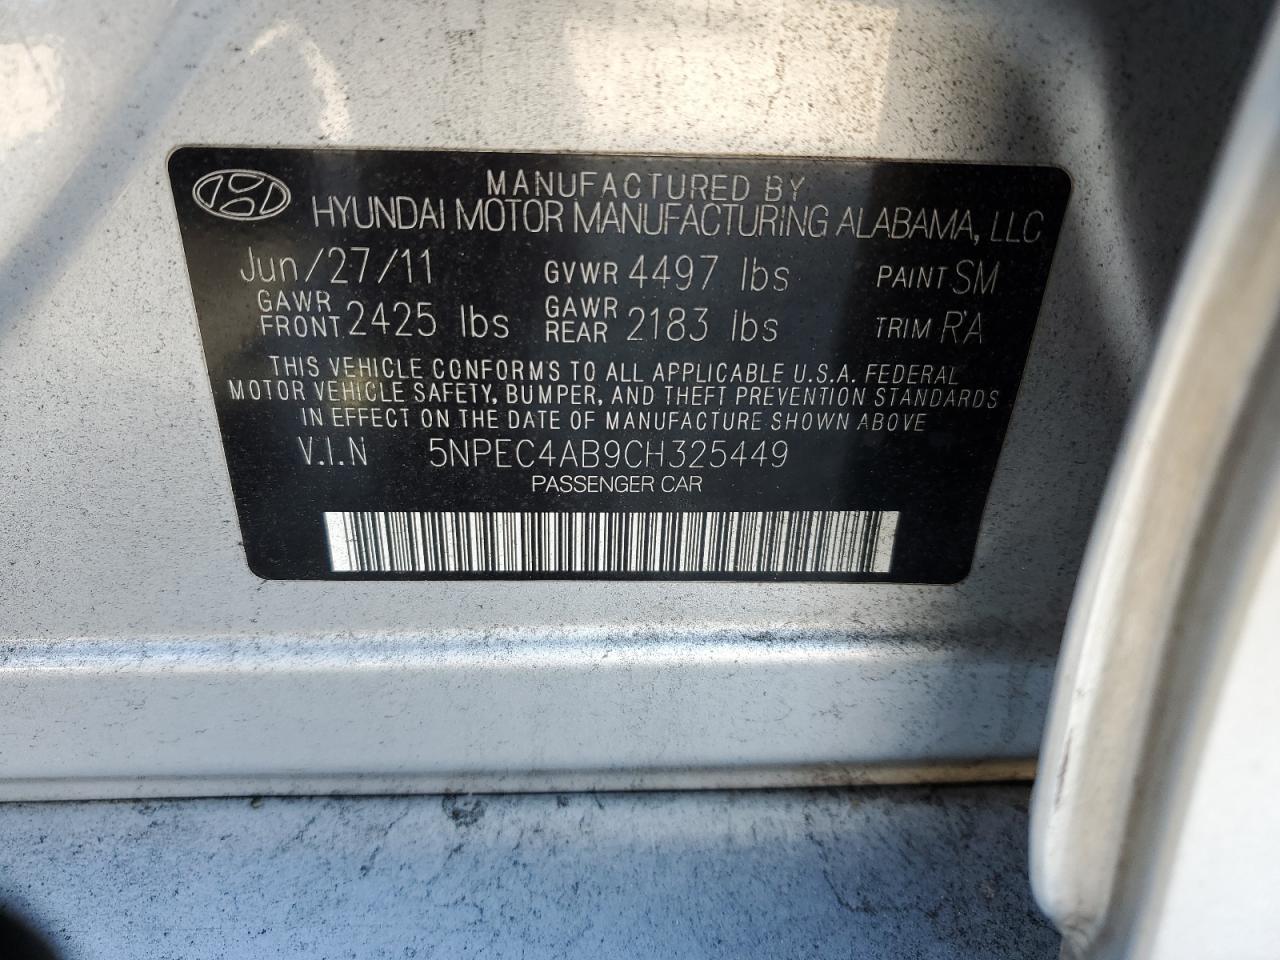 MANUFACTURED BY
HYUNDAI MOTOR MANUFACTURING ALABAMA, LLC
Jun/27/11 GVWR 4497 lbs PAINT SM
GAWR FRONT 2425 lbs GAWR REAR 2183 lbs TRIM R'A
THIS VEHICLE CONFORMS TO ALL APPLICABLE U.S.A. FEDERAL
MOTOR VEHICLE SAFETY, BUMPER, AND THEFT PREVENTION STANDARDS
IN EFFECT ON THE DATE OF MANUFACTURE SHOWN ABOVE
V.I.N 5NPEC4AB9CH325449
PASSENGER CAR